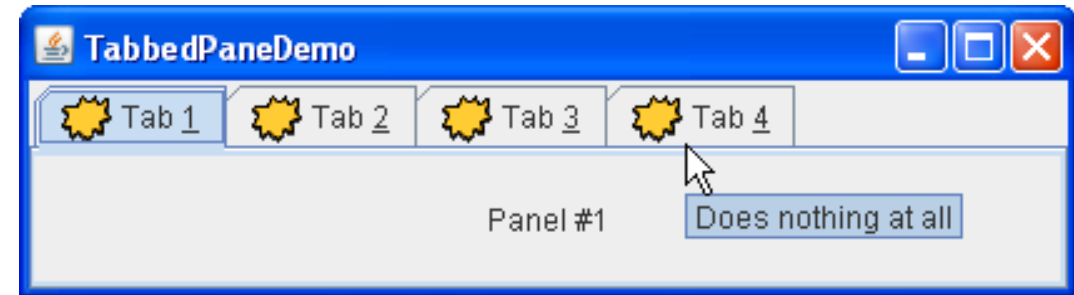 TabbedPaneDemo
Tab 1 Tab 2 Tab 3 Tab 4
Panel #1 Does nothing at all